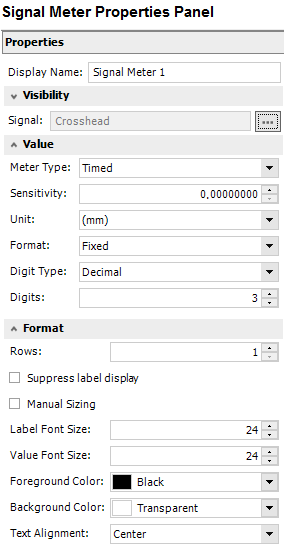 Signal Meter Properties Panel
Properties
Display Name: Signal Meter 1
Visibility
Signal: Crosshead ...
Value
Meter Type: Timed
Sensitivity: 0,00000000
Unit: (mm)
Format: Fixed
Digit Type: Decimal
Digits: 3
Format
Rows: 1
Suppress label display
Manual Sizing
Label Font Size: 24
Value Font Size: 24
Foreground Color: Black
Background Color: Transparent
Text Alignment: Center